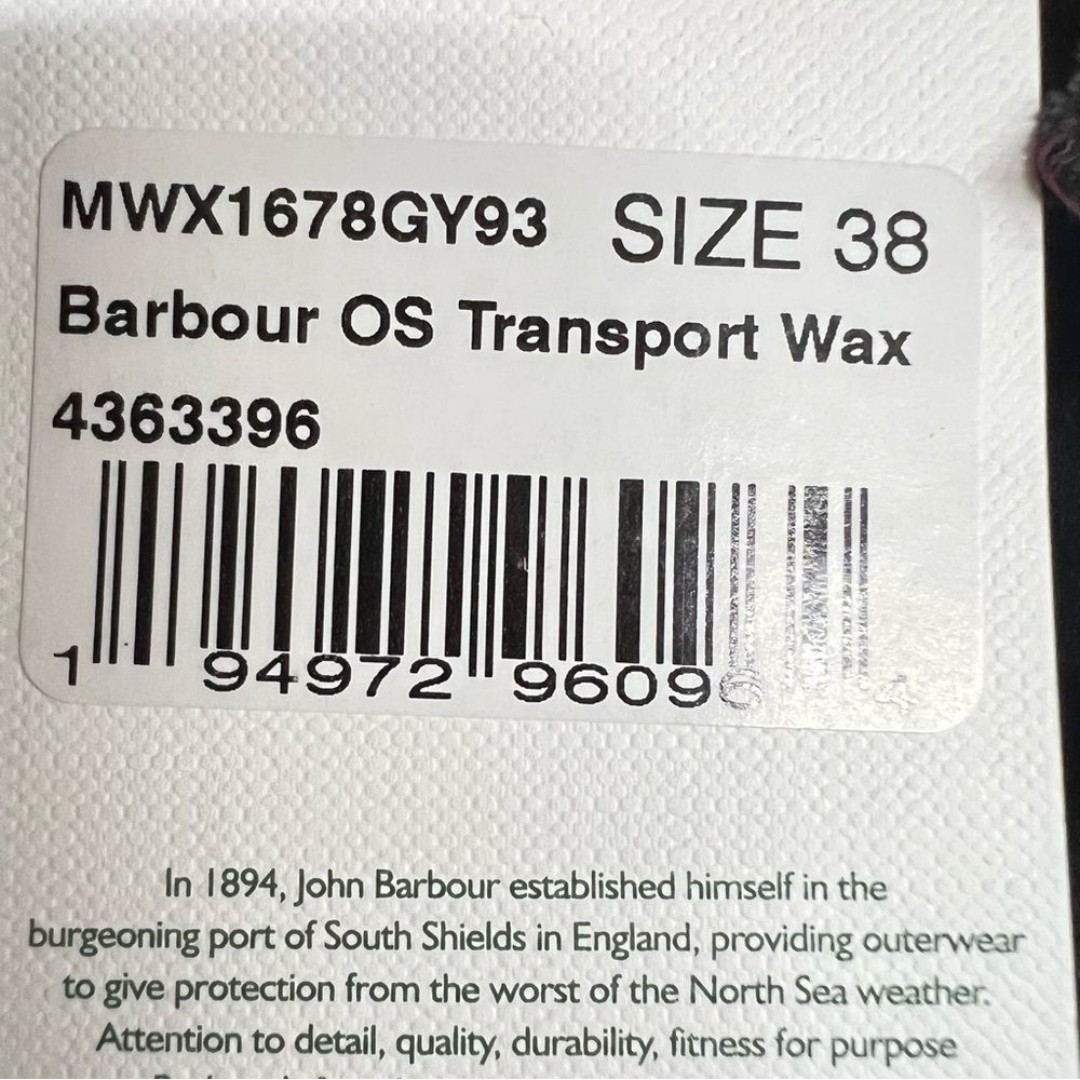 MWX1678GY93 SIZE 38
Barbour OS Transport Wax
4363396
1 94972 9609
In 1894, John Barbour established himself in the
burgeoning port of South Shields in England, providing outerwear
to give protection from the worst of the North Sea weather.
Attention to detail, quality, durability, fitness for purpose